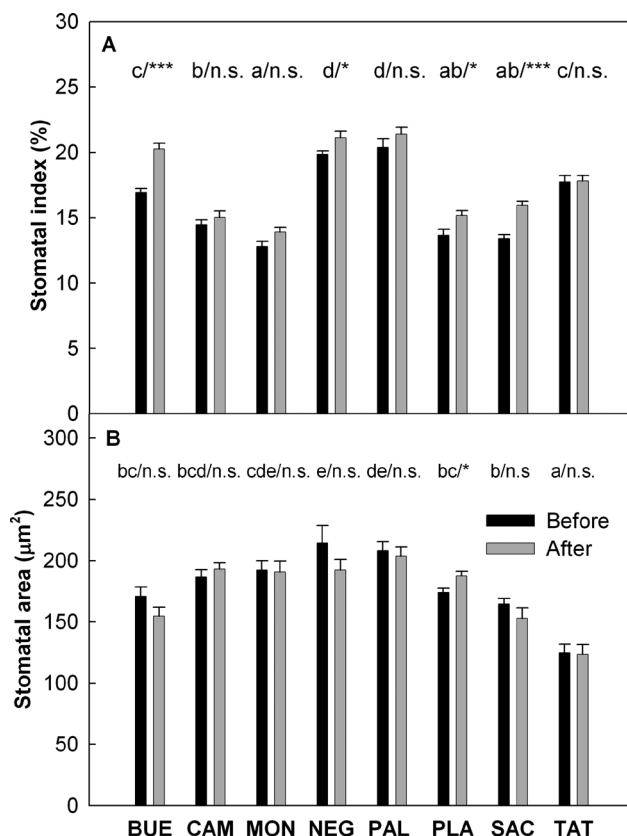 A
c/*** b/n.s. a/n.s. d/* d/n.s. ab/* ab/*** c/n.s.
Stomatal index (%)
30
25
20
15
10
5
0
B
bc/n.s. bcd/n.s. cde/n.s. e/n.s. de/n.s. bc/* b/n.s a/n.s.
Before
After
Stomatal area (μm²)
300
250
200
150
100
50
0
BUE CAM MON NEG PAL PLA SAC TAT